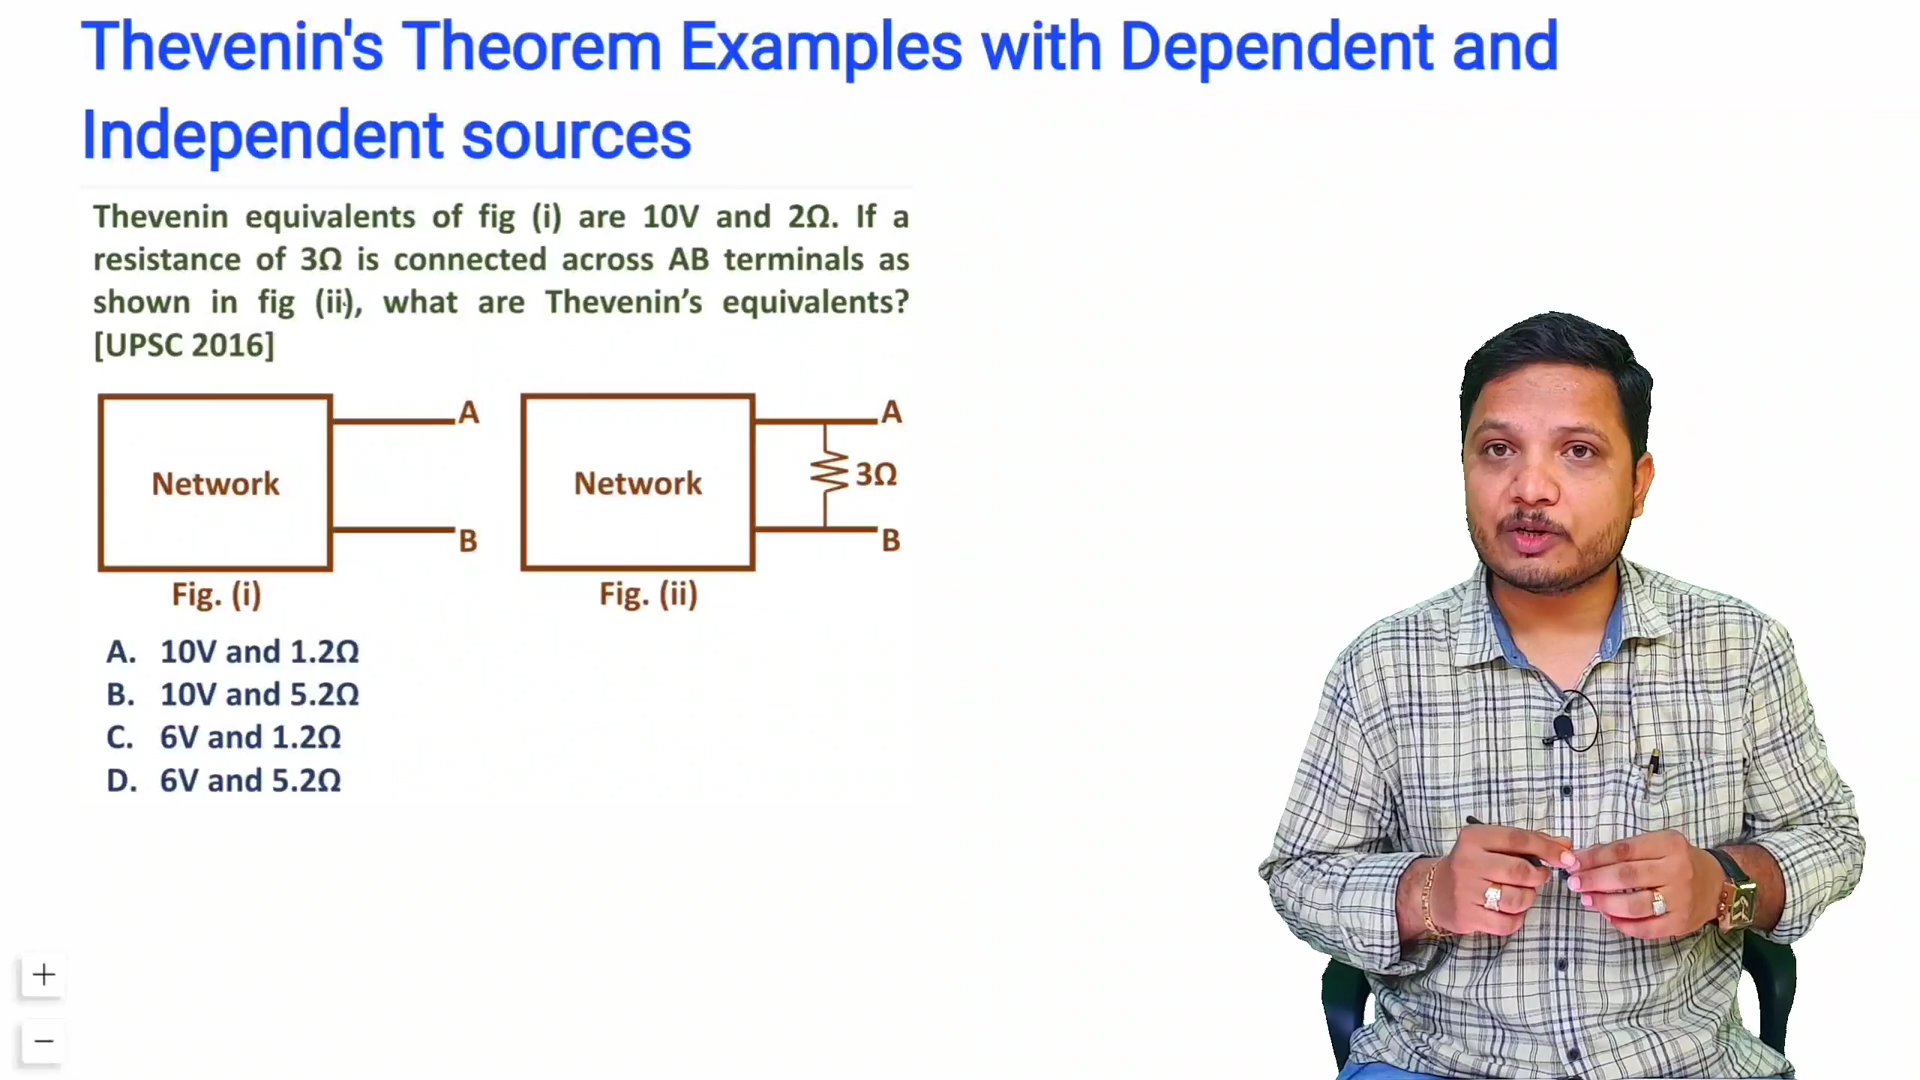 Thevenin's Theorem Examples with Dependent and
Independent sources
Thevenin equivalents of fig (i) are 10V and 2Ω. If a
resistance of 3Ω is connected across AB terminals as
shown in fig (ii), what are Thevenin’s equivalents?
[UPSC 2016]
Network
A
B
Fig. (i)
Network
A
3Ω
B
Fig. (ii)
A. 10V and 1.2Ω
B. 10V and 5.2Ω
C. 6V and 1.2Ω
D. 6V and 5.2Ω
+
−